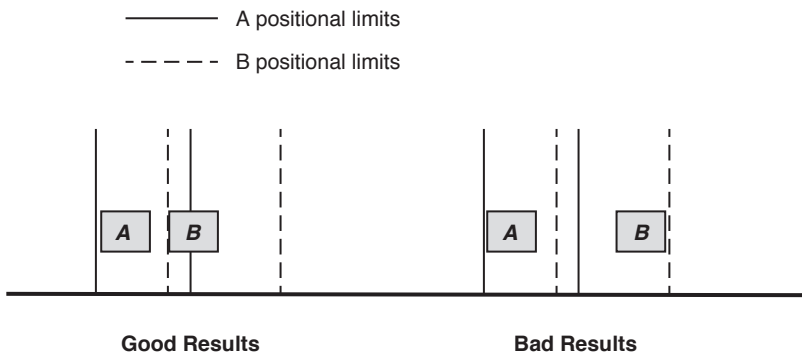 A positional limits
B positional limits
A B A B
Good Results Bad Results